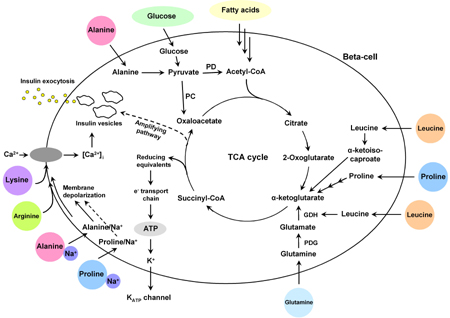 Glucose
Fatty acids
Alanine
Beta-cell
Glucose
Alanine
Pyruvate
PD
Acetyl-CoA
Insulin exocytosis
PC
Insulin vesicles
Amplifying
pathway
Oxaloacetate
Citrate
Leucine
Leucine
Ca²⁺
[Ca²⁺]i
Reducing
equivalents
TCA cycle
2-Oxoglutarate
α-ketoiso-
caproate
Lysine
Membrane
depolarization
e⁻ transport
chain
Succinyl-CoA
α-ketoglutarate
Proline
Proline
Arginine
GDH
Leucine
Leucine
Alanine/Na⁺
ATP
Glutamate
Alanine
Na⁺
Proline/Na⁺
PDG
K⁺
Glutamine
Proline
Na⁺
KATP channel
Glutamine